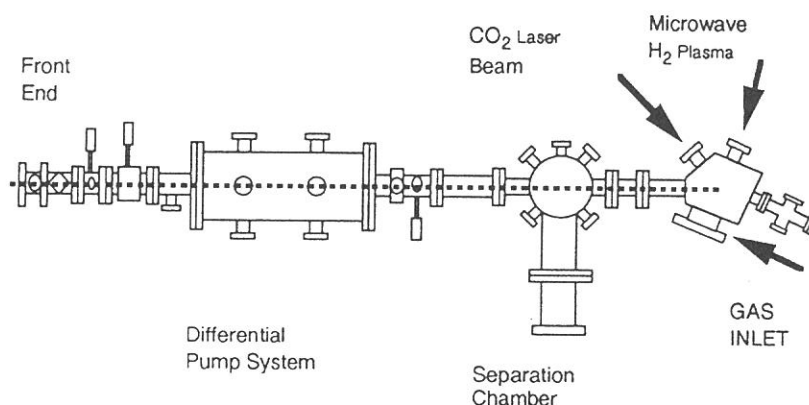 Front
End
CO2 Laser
Beam
Microwave
H2 Plasma
Differential
Pump System
Separation
Chamber
GAS
INLET